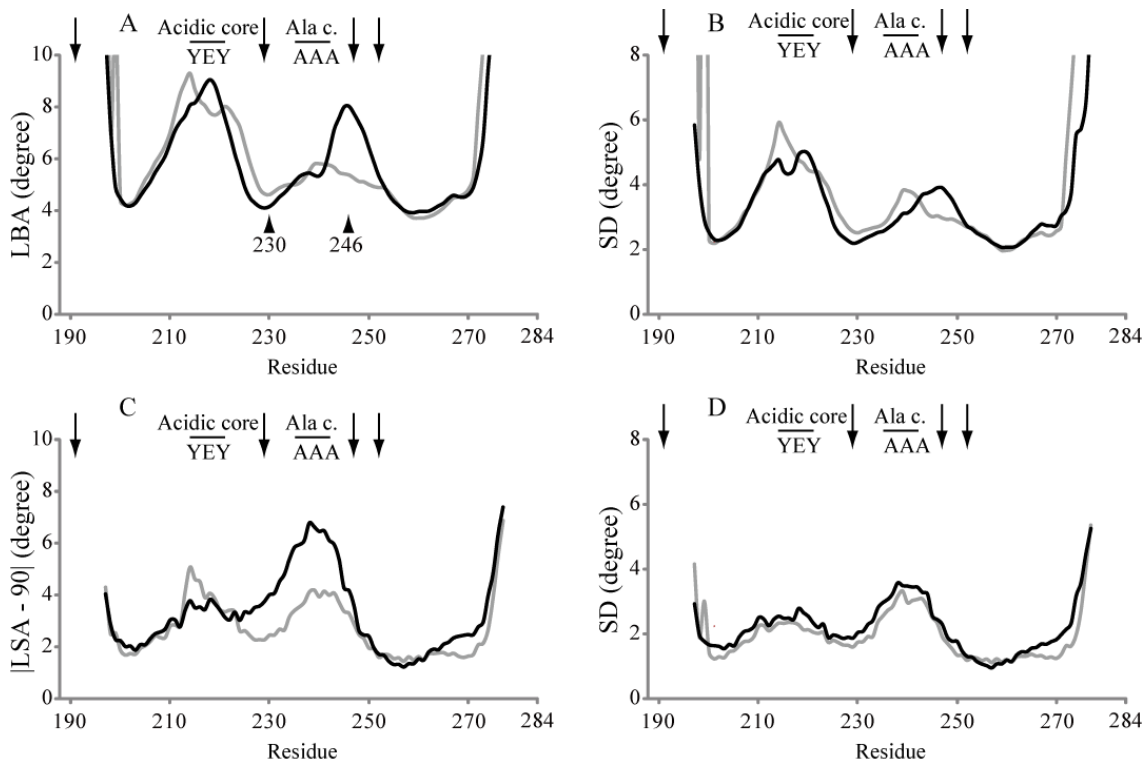 A
Acidic core
YEY
Ala c.
AAA
LBA (degree)
10
8
6
4
2
0
230
246
190
210
230
250
270
284
Residue
B
Acidic core
YEY
Ala c.
AAA
SD (degree)
8
6
4
2
0
190
210
230
250
270
284
Residue
C
Acidic core
YEY
Ala c.
AAA
|LSA - 90| (degree)
10
8
6
4
2
0
190
210
230
250
270
284
Residue
D
Acidic core
YEY
Ala c.
AAA
SD (degree)
8
6
4
2
0
190
210
230
250
270
284
Residue